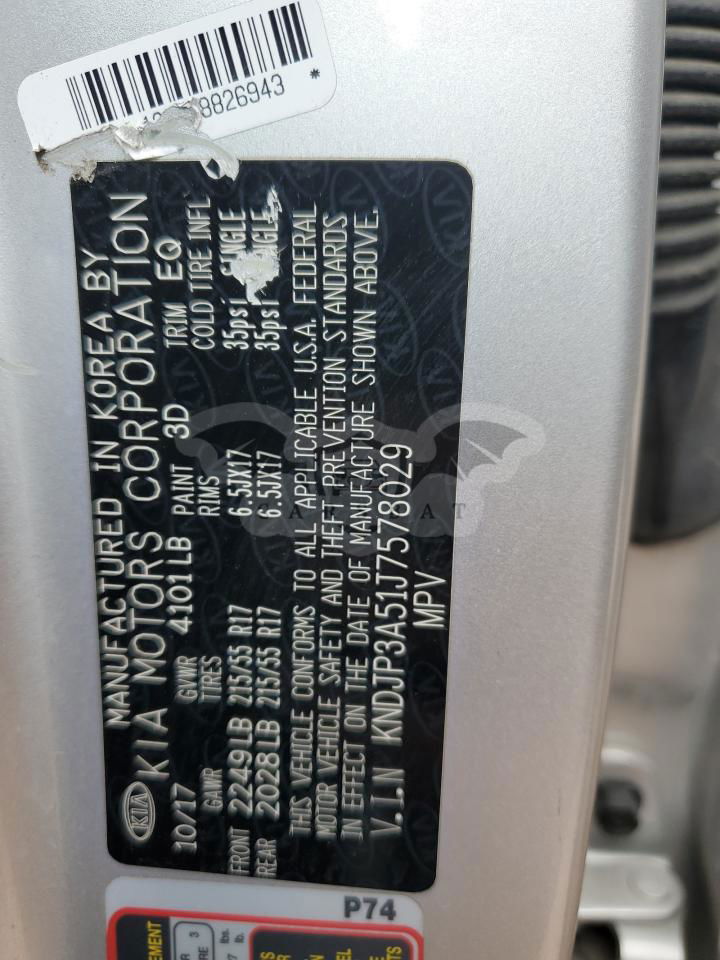 8826943 *
MANUFACTURED IN KOREA BY
KIA KIA MOTORS CORPORATION
10/17 GVWR 4101LB PAINT 3D TRIM EQ
GAWR TIRES RIMS COLD TIRE INFL
FRONT 2249LB 215/55 R17 6.5JX17 35psi
REAR 2028LB 215/55 R17 6.5JX17 35psi
THIS VEHICLE CONFORMS TO ALL APPLICABLE U.S.A. FEDERAL
MOTOR VEHICLE SAFETY AND THEFT PREVENTION STANDARDS
IN EFFECT ON THE DATE OF MANUFACTURE SHOWN ABOVE.
V.I.N KNDJP3A51J7578029
MPV
P74